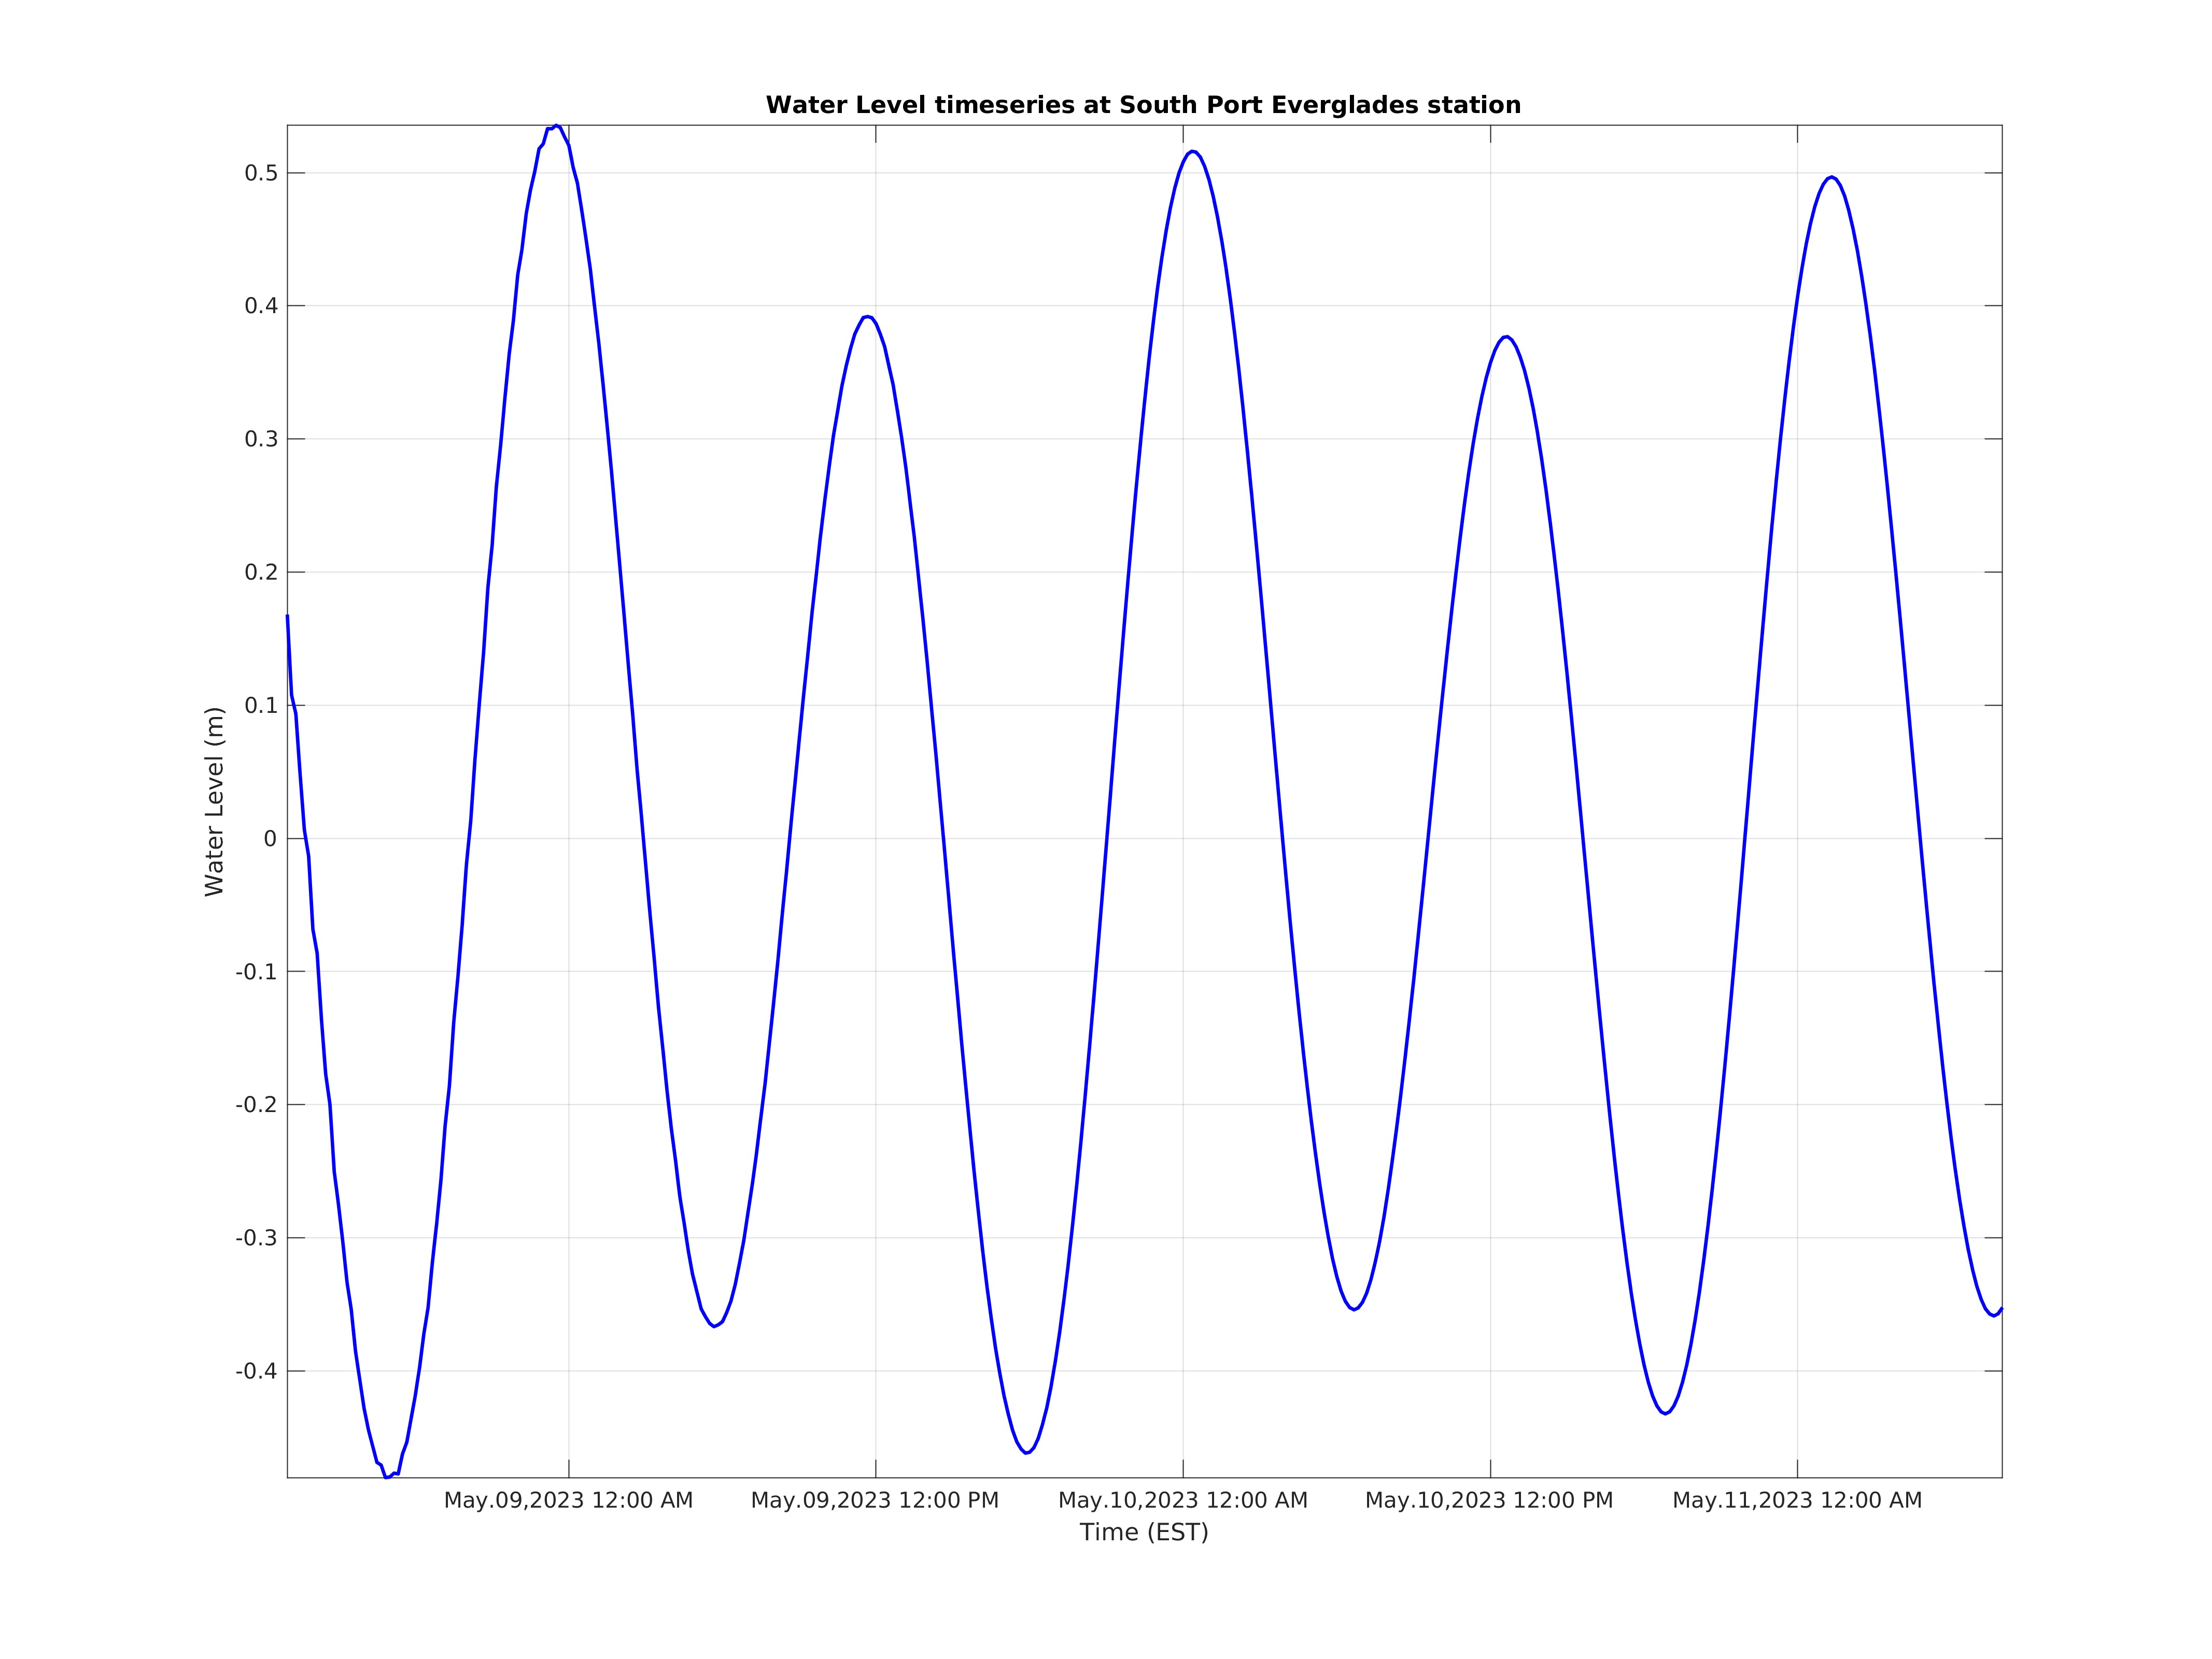 Water Level timeseries at South Port Everglades station
0.5
0.4
0.3
0.2
0.1
0
-0.1
-0.2
-0.3
-0.4
Water Level (m)
May.09,2023 12:00 AM
May.09,2023 12:00 PM
May.10,2023 12:00 AM
May.10,2023 12:00 PM
May.11,2023 12:00 AM
Time (EST)